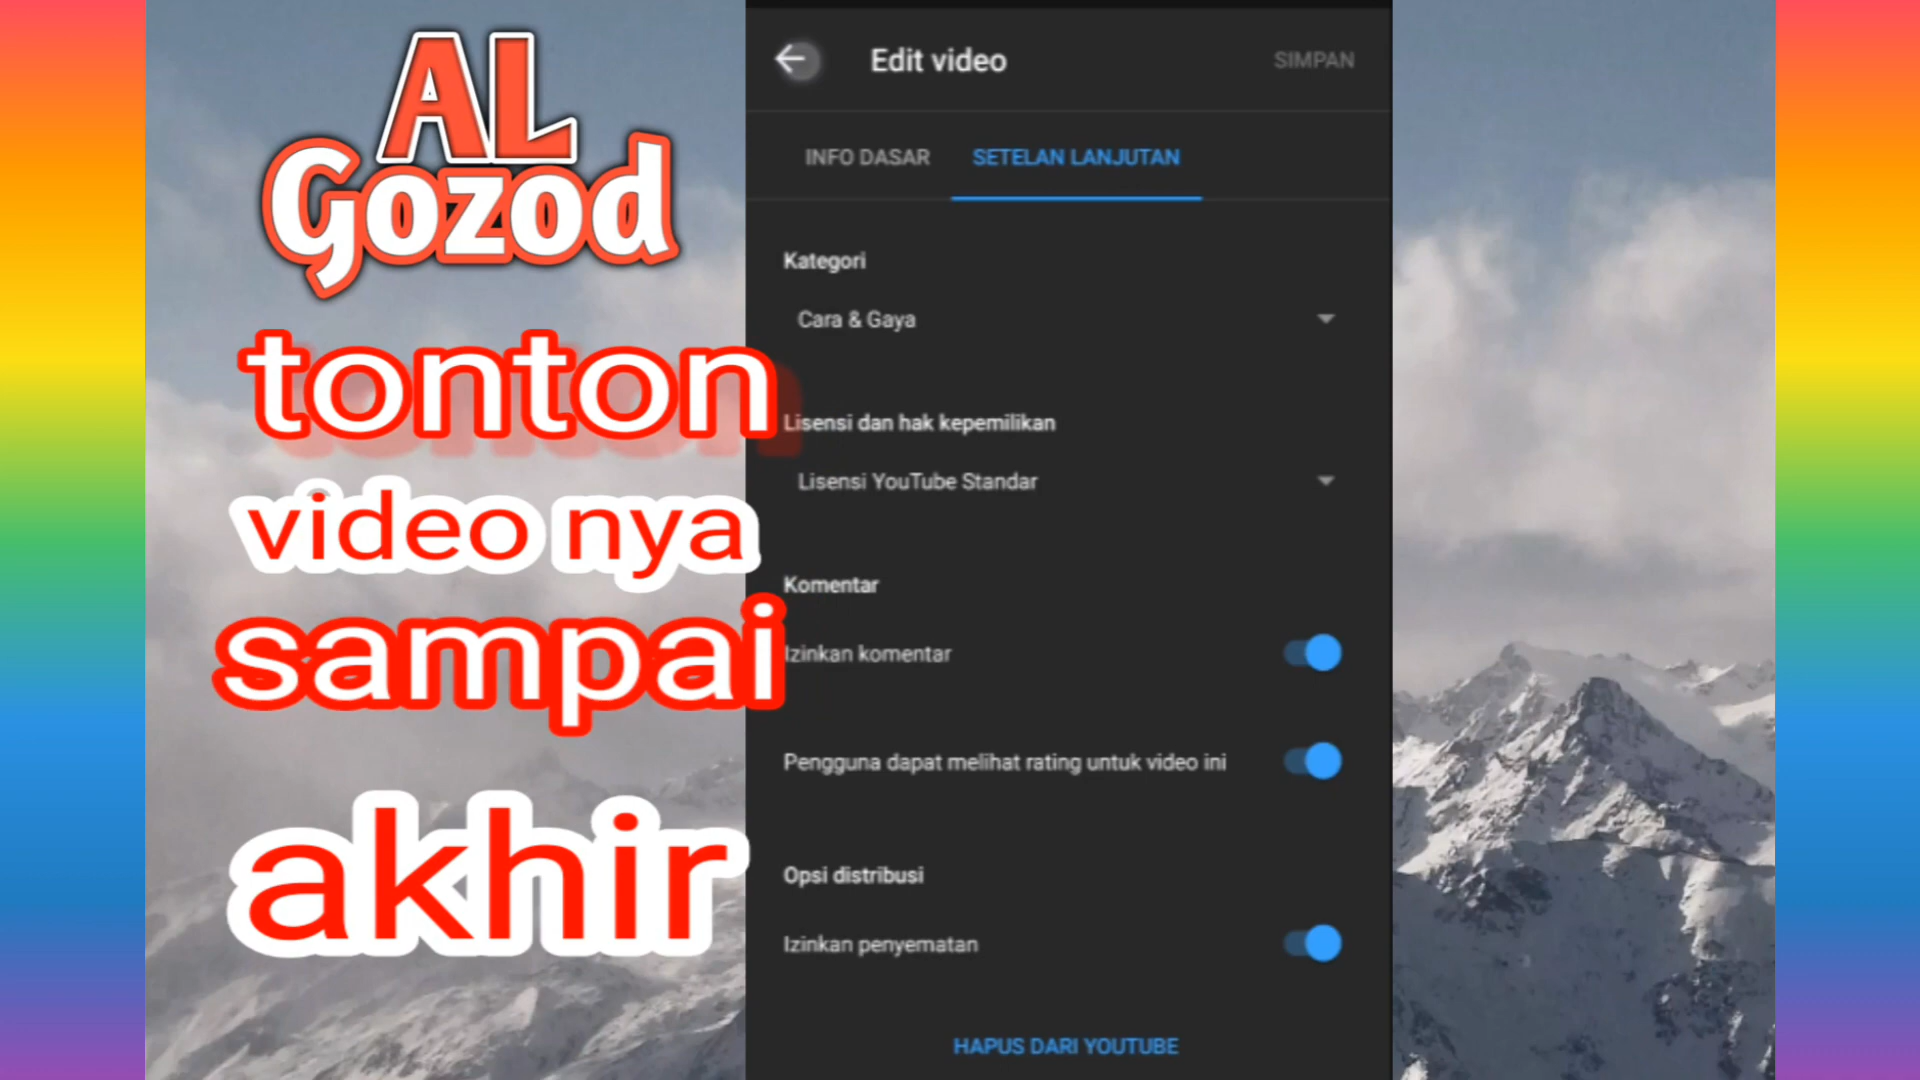 AL
Gozod
tonton
video nya
sampai
akhir
Edit video
SIMPAN
INFO DASAR
SETELAN LANJUTAN
Kategori
Cara & Gaya
Lisensi dan hak kepemilikan
Lisensi YouTube Standar
Komentar
Izinkan komentar
Pengguna dapat melihat rating untuk video ini
Opsi distribusi
Izinkan penyematan
HAPUS DARI YOUTUBE